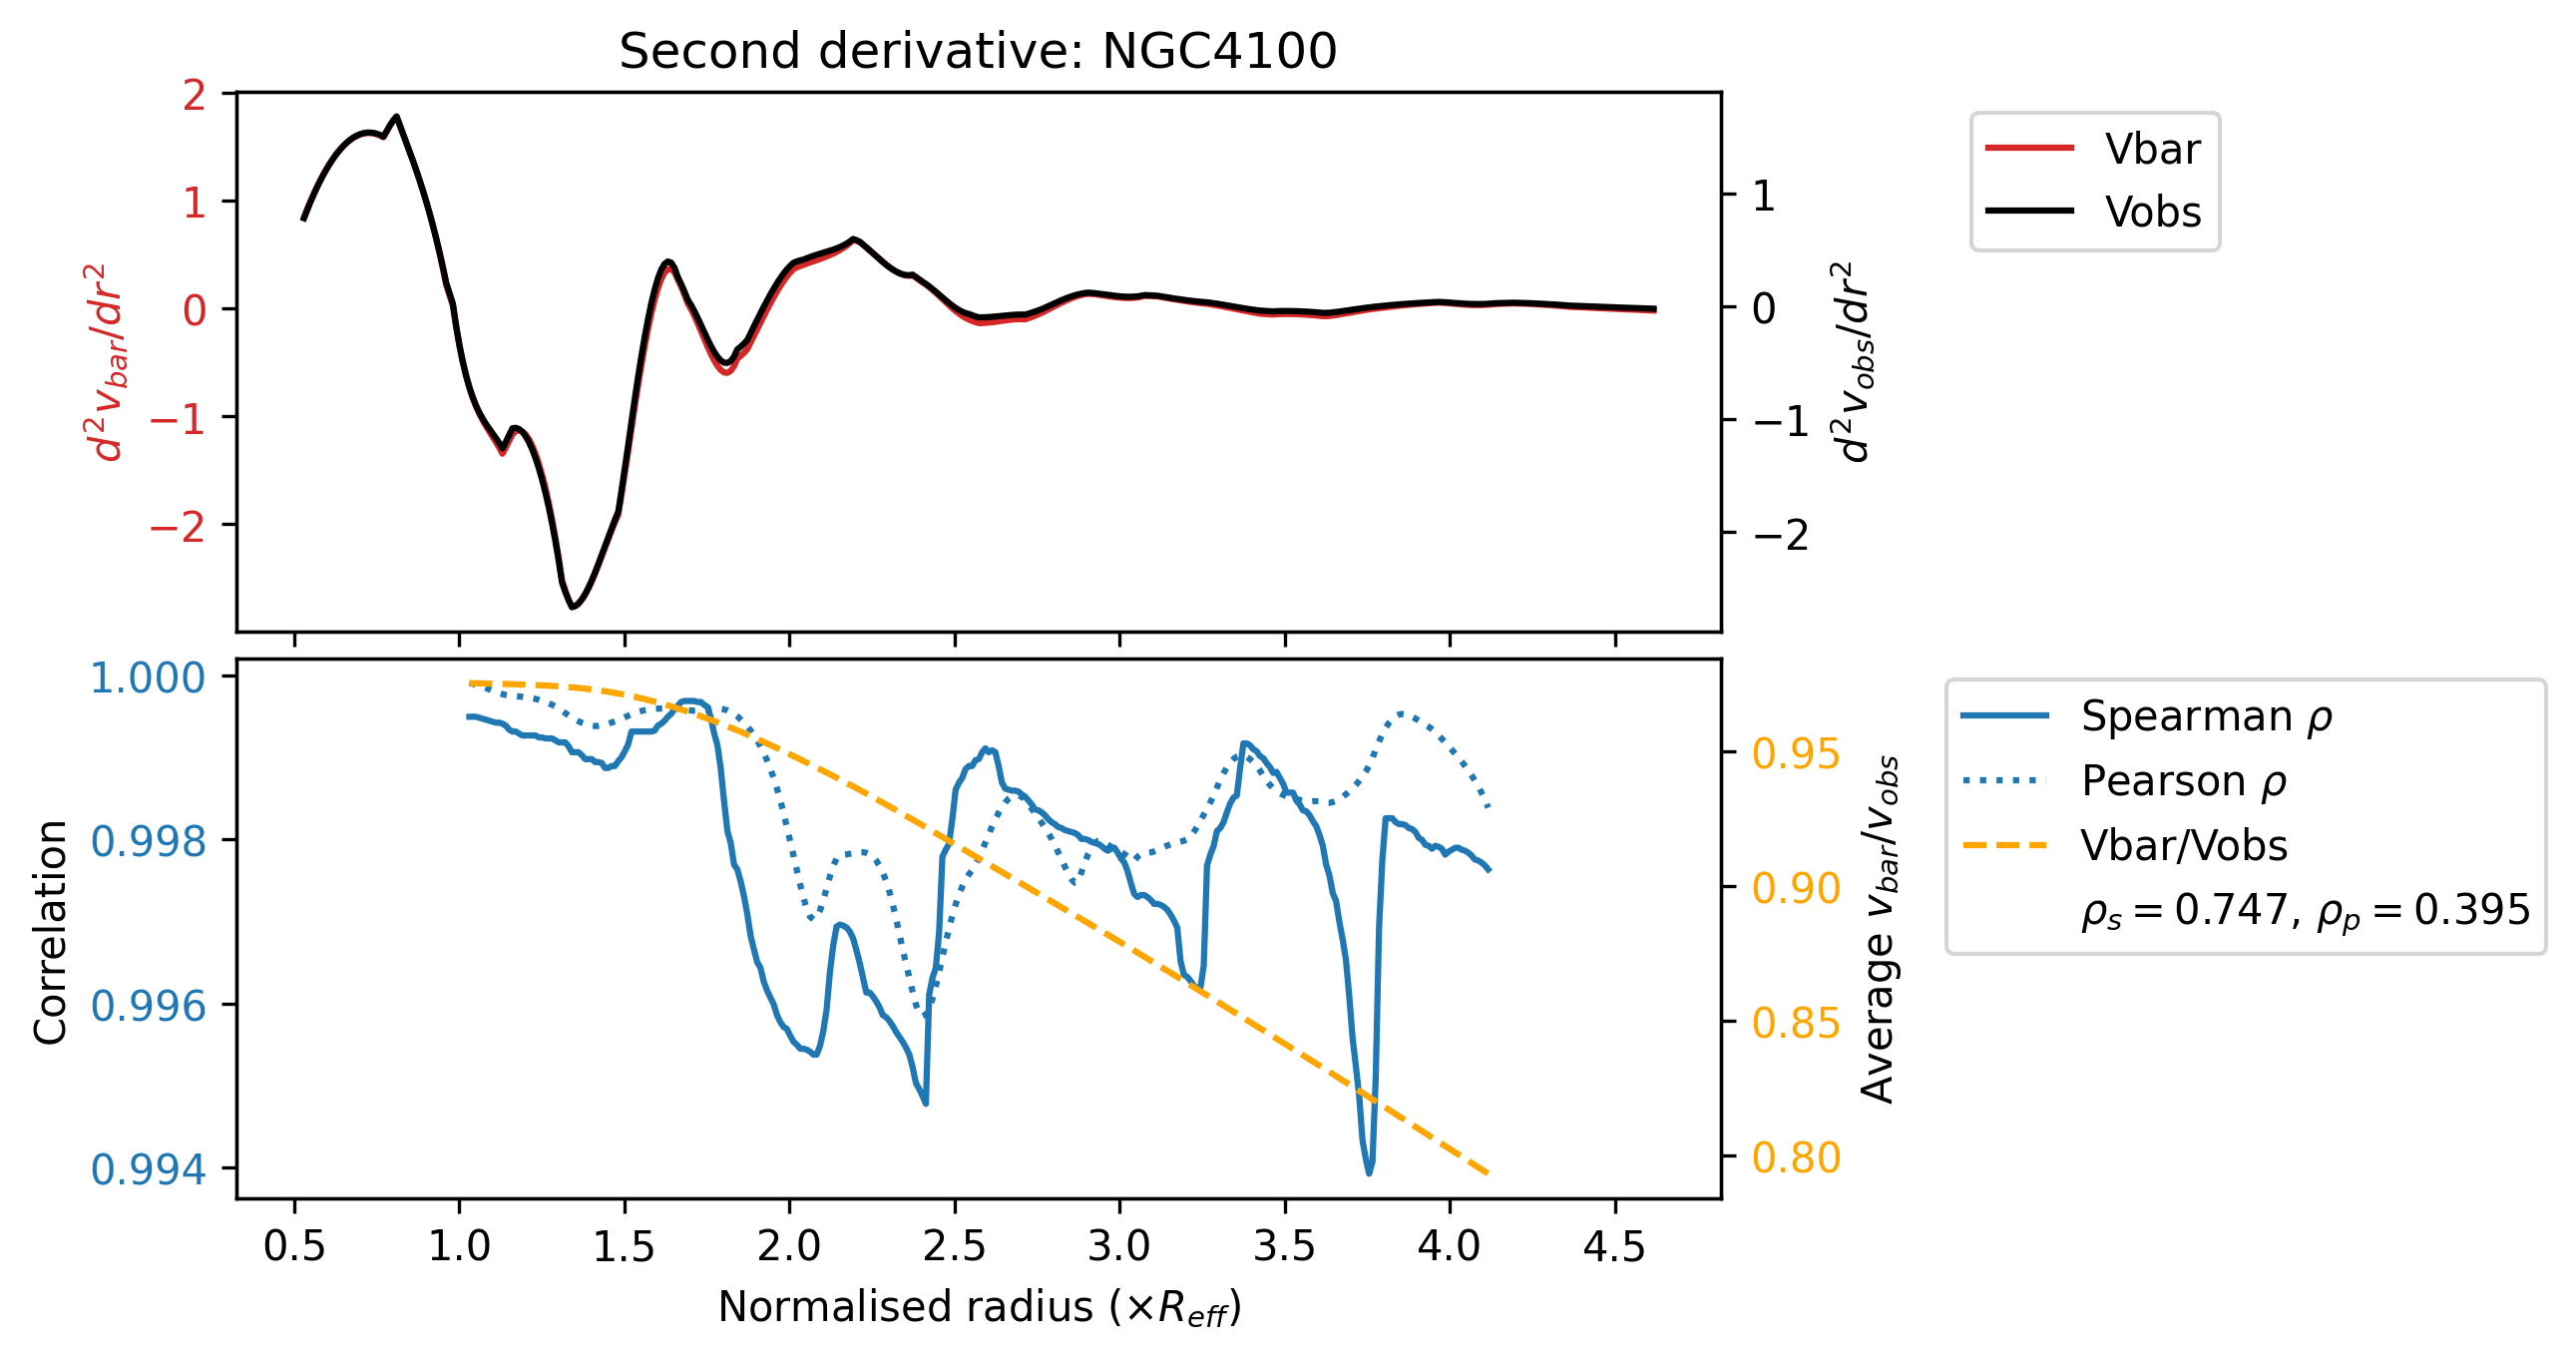 Second derivative: NGC4100
2
1
0
−1
−2
d²v_bar/dr²
1
0
−1
−2
d²v_obs/dr²
Vbar
Vobs
1.000
0.998
0.996
0.994
Correlation
0.95
0.90
0.85
0.80
Average v_bar/v_obs
Spearman ρ
Pearson ρ
Vbar/Vobs
ρ_s = 0.747, ρ_p = 0.395
0.5 1.0 1.5 2.0 2.5 3.0 3.5 4.0 4.5
Normalised radius (×R_eff)